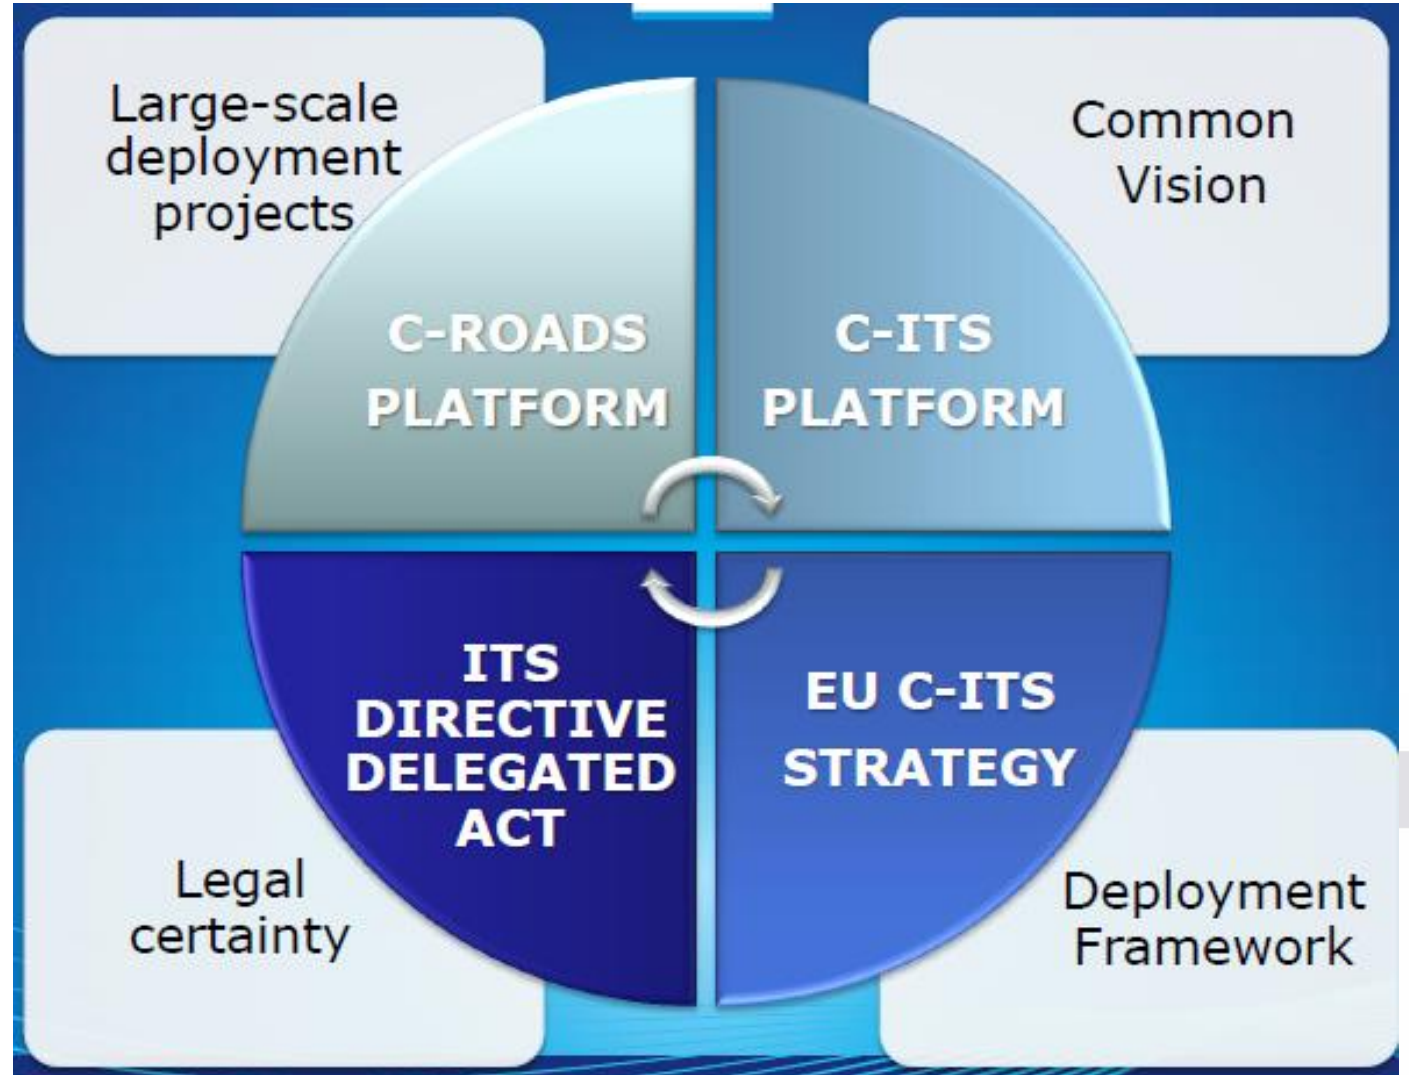 Large-scale
deployment
projects
Common
Vision
C-ROADS
PLATFORM
C-ITS
PLATFORM
ITS
DIRECTIVE
DELEGATED
ACT
EU C-ITS
STRATEGY
Legal
certainty
Deployment
Framework